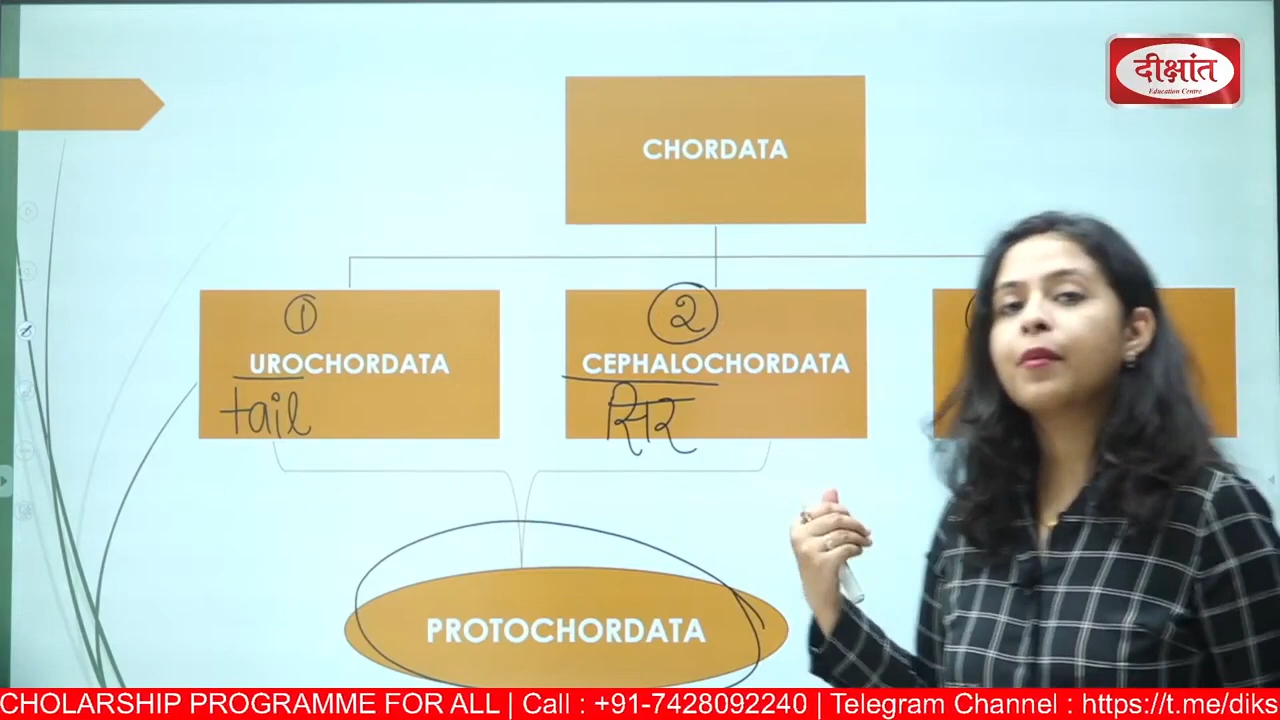 दीक्षांत
Education Centre
CHORDATA
①
②
UROCHORDATA
CEPHALOCHORDATA
tail
सिर
PROTOCHORDATA
CHOLARSHIP PROGRAMME FOR ALL | Call : +91-7428092240 | Telegram Channel : https://t.me/diks